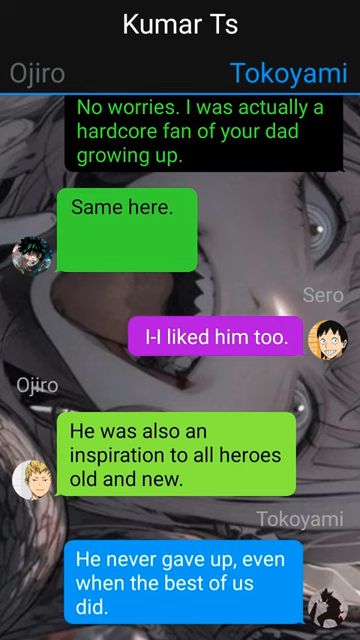 Kumar Ts
Ojiro
Tokoyami
No worries. I was actually a
hardcore fan of your dad
growing up.
Same here.
Sero
I-I liked him too.
Ojiro
He was also an
inspiration to all heroes
old and new.
Tokoyami
He never gave up, even
when the best of us
did.